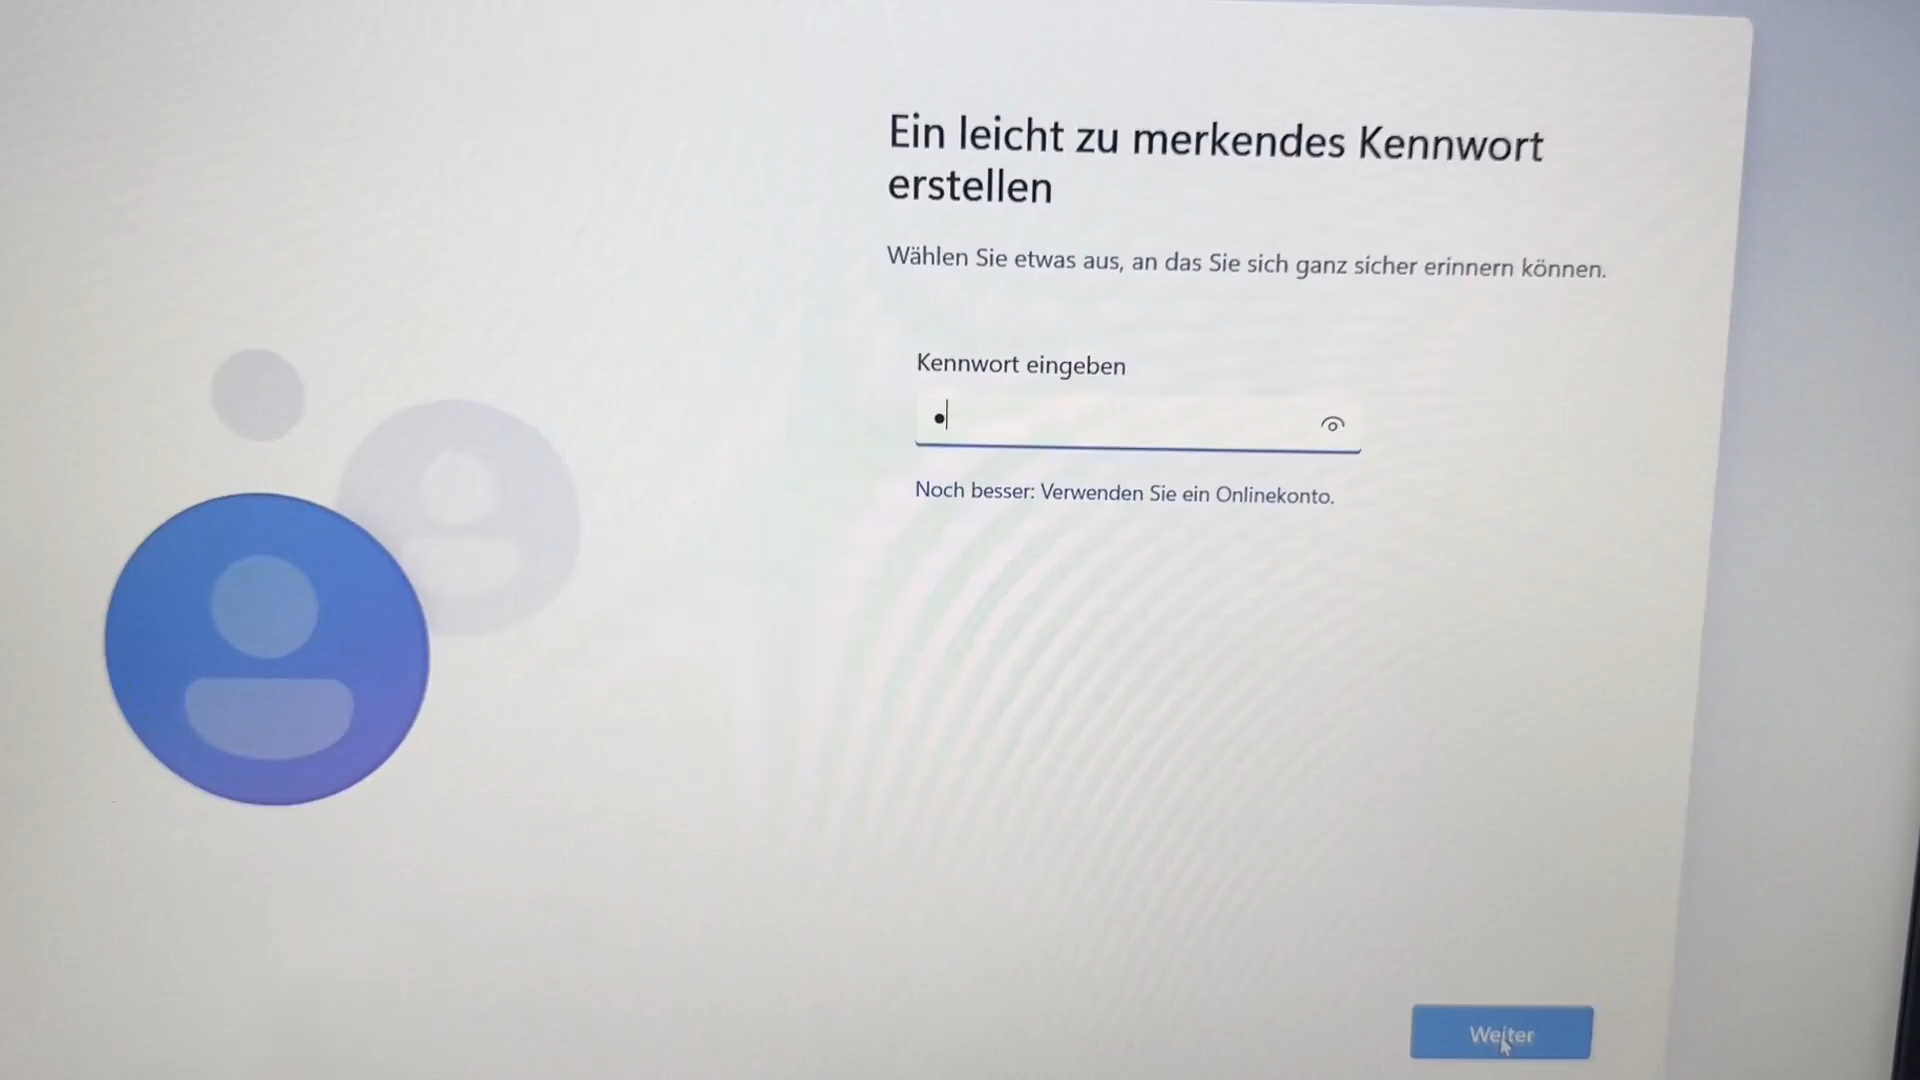 Ein leicht zu merkendes Kennwort
erstellen
Wählen Sie etwas aus, an das Sie sich ganz sicher erinnern können.
Kennwort eingeben
Noch besser: Verwenden Sie ein Onlinekonto.
Weiter